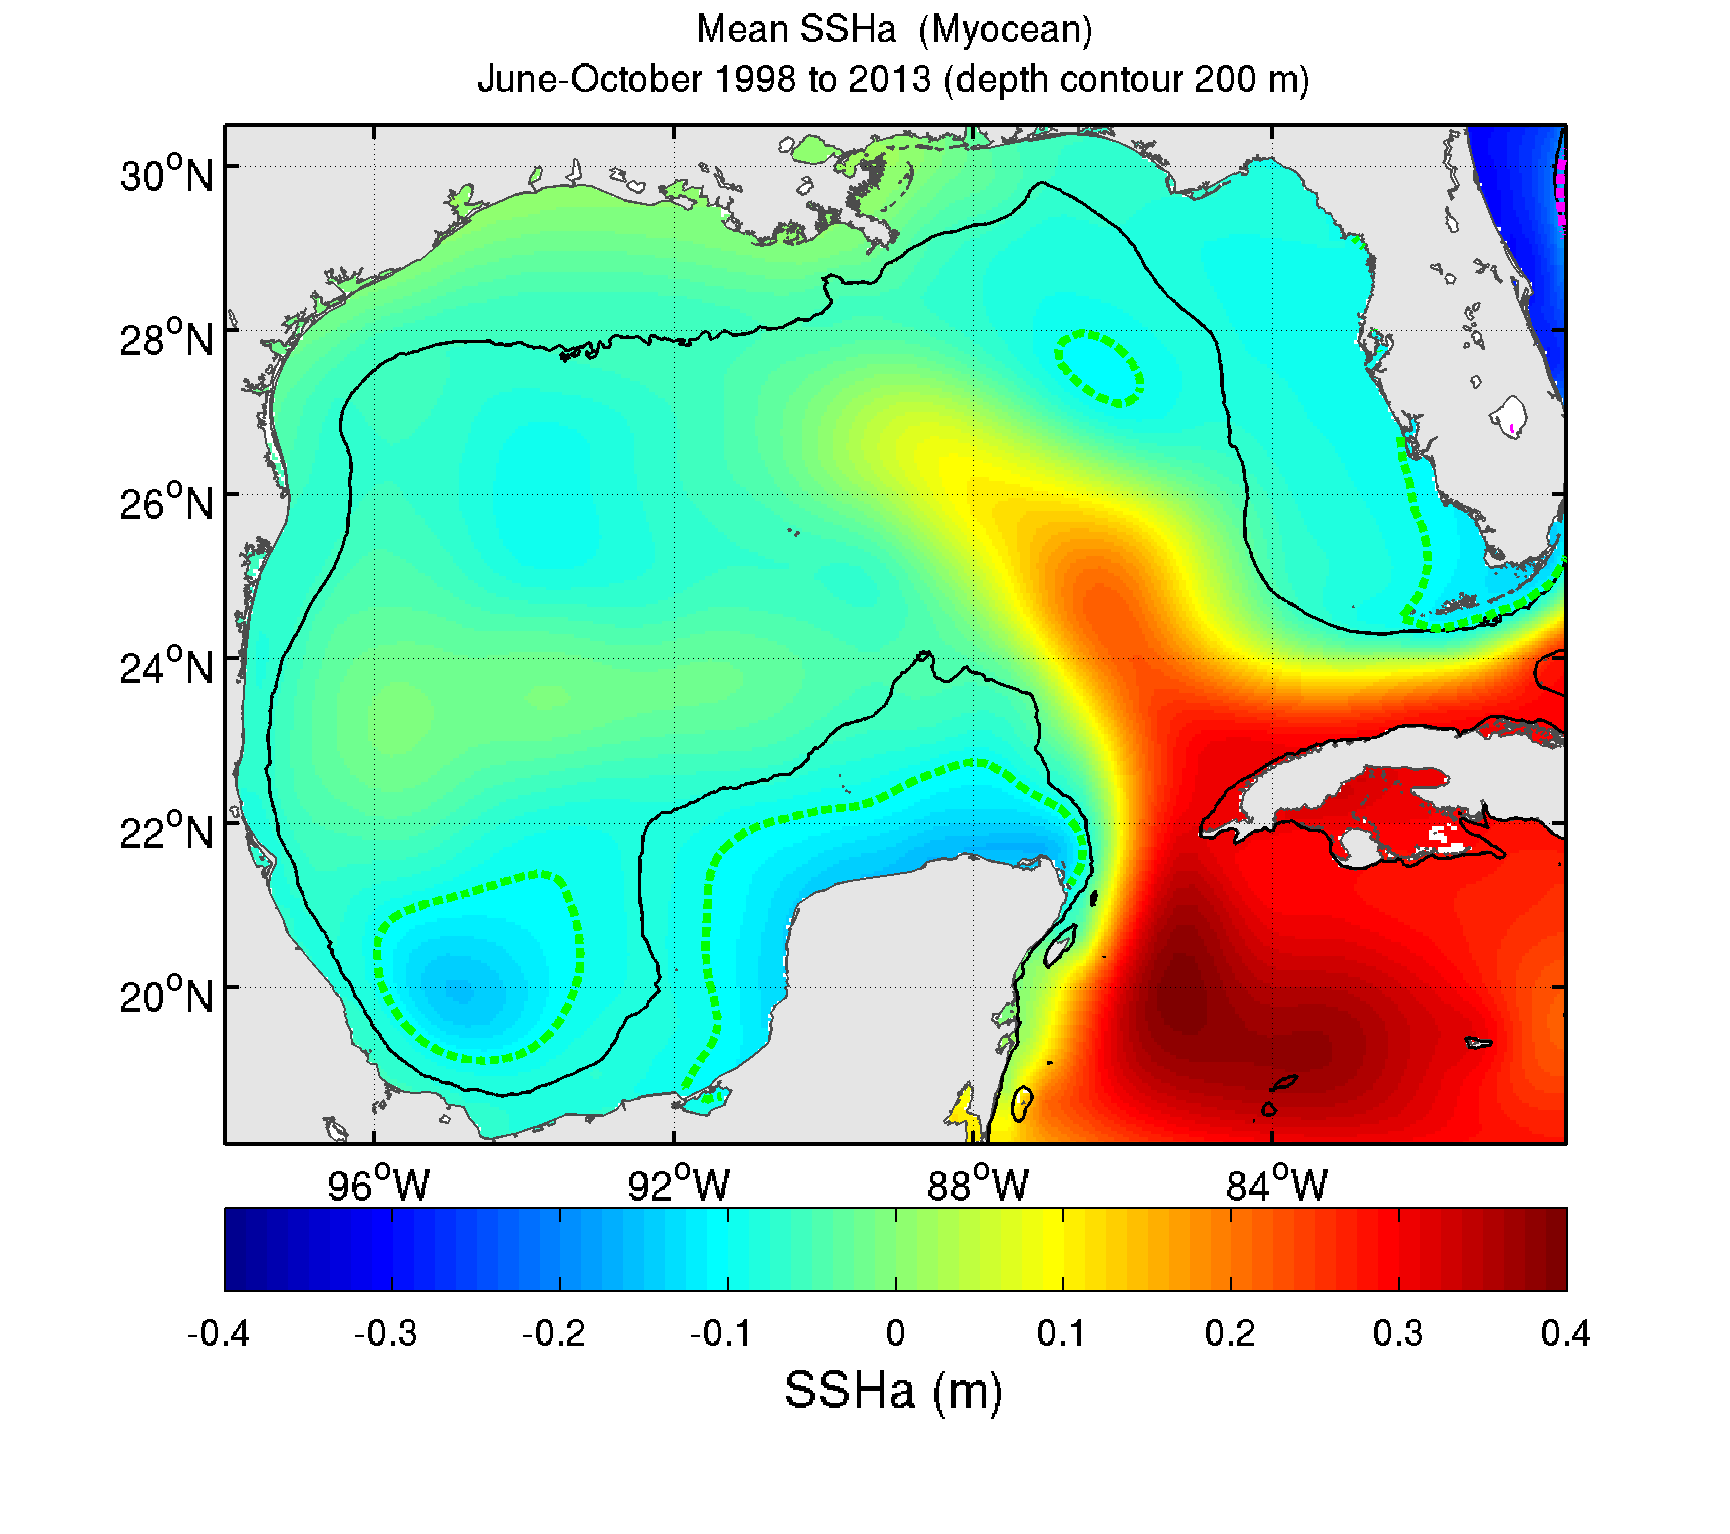 Mean SSHa (Myocean)
June-October 1998 to 2013 (depth contour 200 m)
30°N
28°N
26°N
24°N
22°N
20°N
96°W 92°W 88°W 84°W
-0.4 -0.3 -0.2 -0.1 0 0.1 0.2 0.3 0.4
SSHa (m)